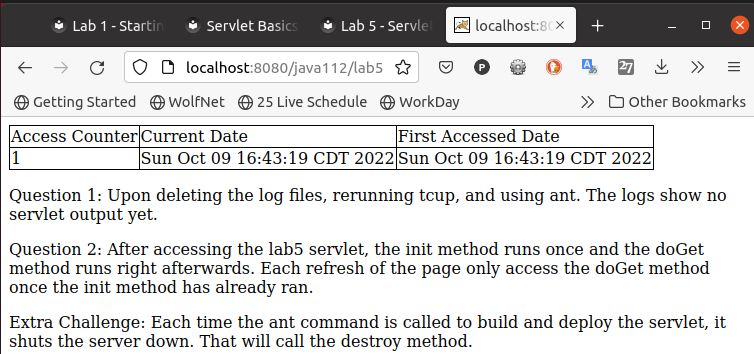 Lab 1 - Startin
Servlet Basics
Lab 5 - Servle
localhost:80
localhost:8080/java112/lab5
P
27
Getting Started
WolfNet
25 Live Schedule
WorkDay
Other Bookmarks
Access Counter Current Date First Accessed Date
1 Sun Oct 09 16:43:19 CDT 2022 Sun Oct 09 16:43:19 CDT 2022
Question 1: Upon deleting the log files, rerunning tcup, and using ant. The logs show no
servlet output yet.
Question 2: After accessing the lab5 servlet, the init method runs once and the doGet
method runs right afterwards. Each refresh of the page only access the doGet method
once the init method has already ran.
Extra Challenge: Each time the ant command is called to build and deploy the servlet, it
shuts the server down. That will call the destroy method.